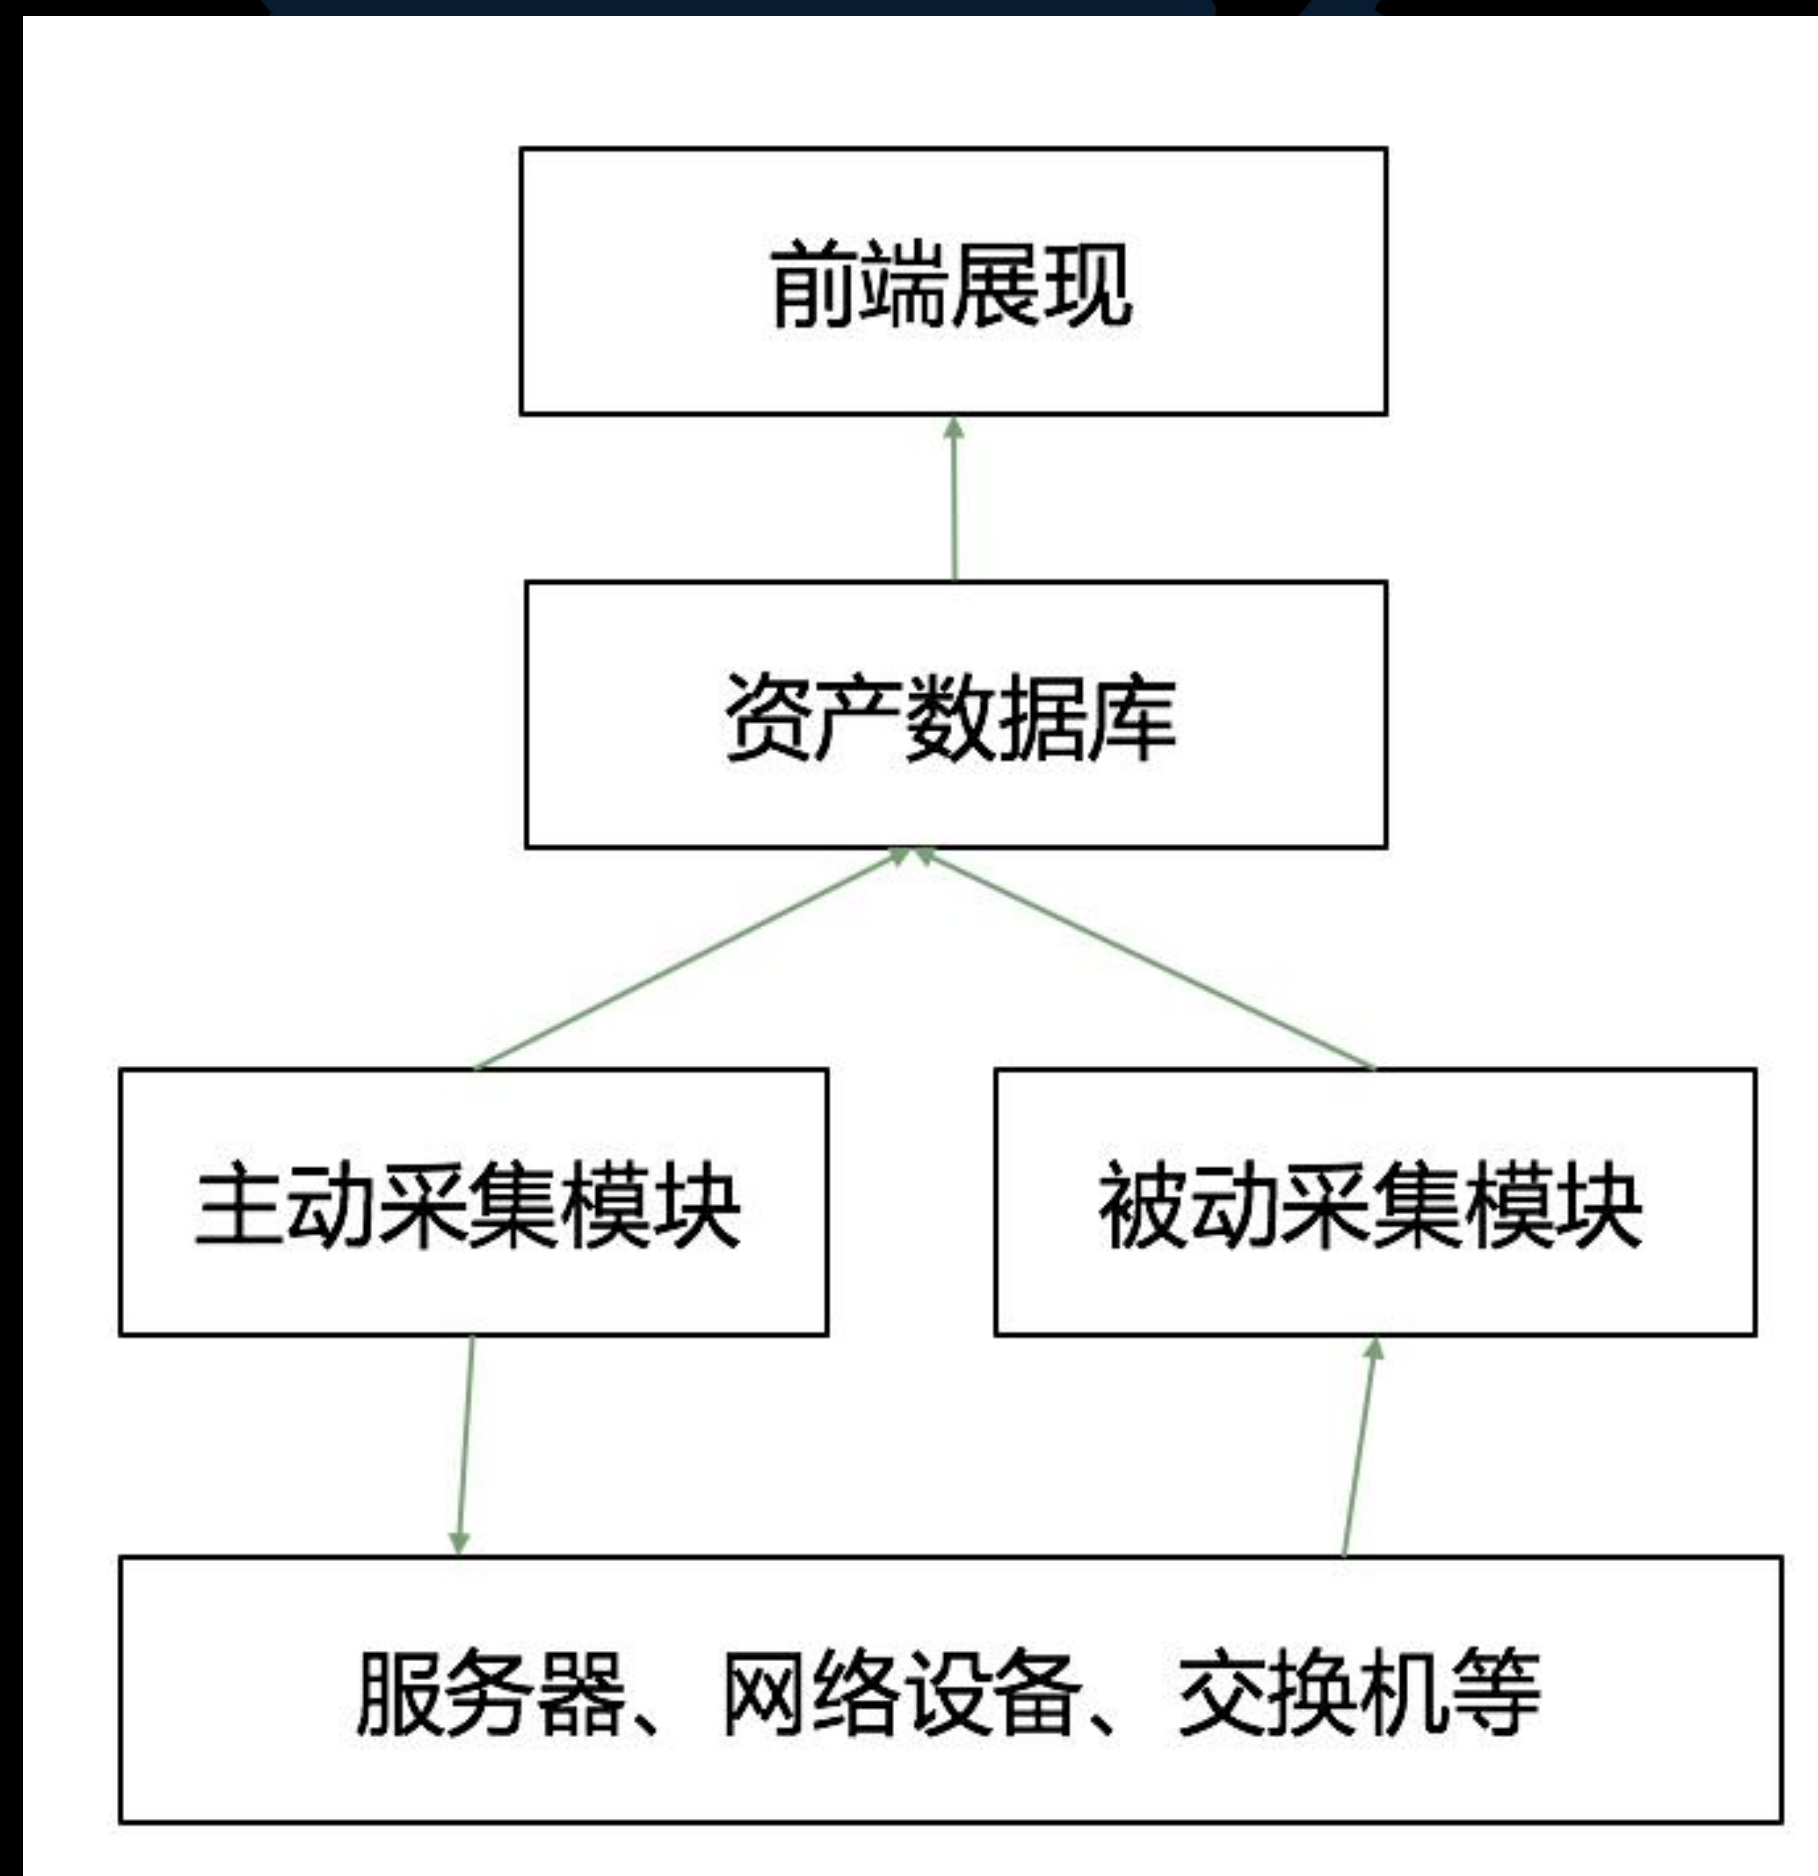 前端展现
资产数据库
主动采集模块
被动采集模块
服务器、网络设备、交换机等